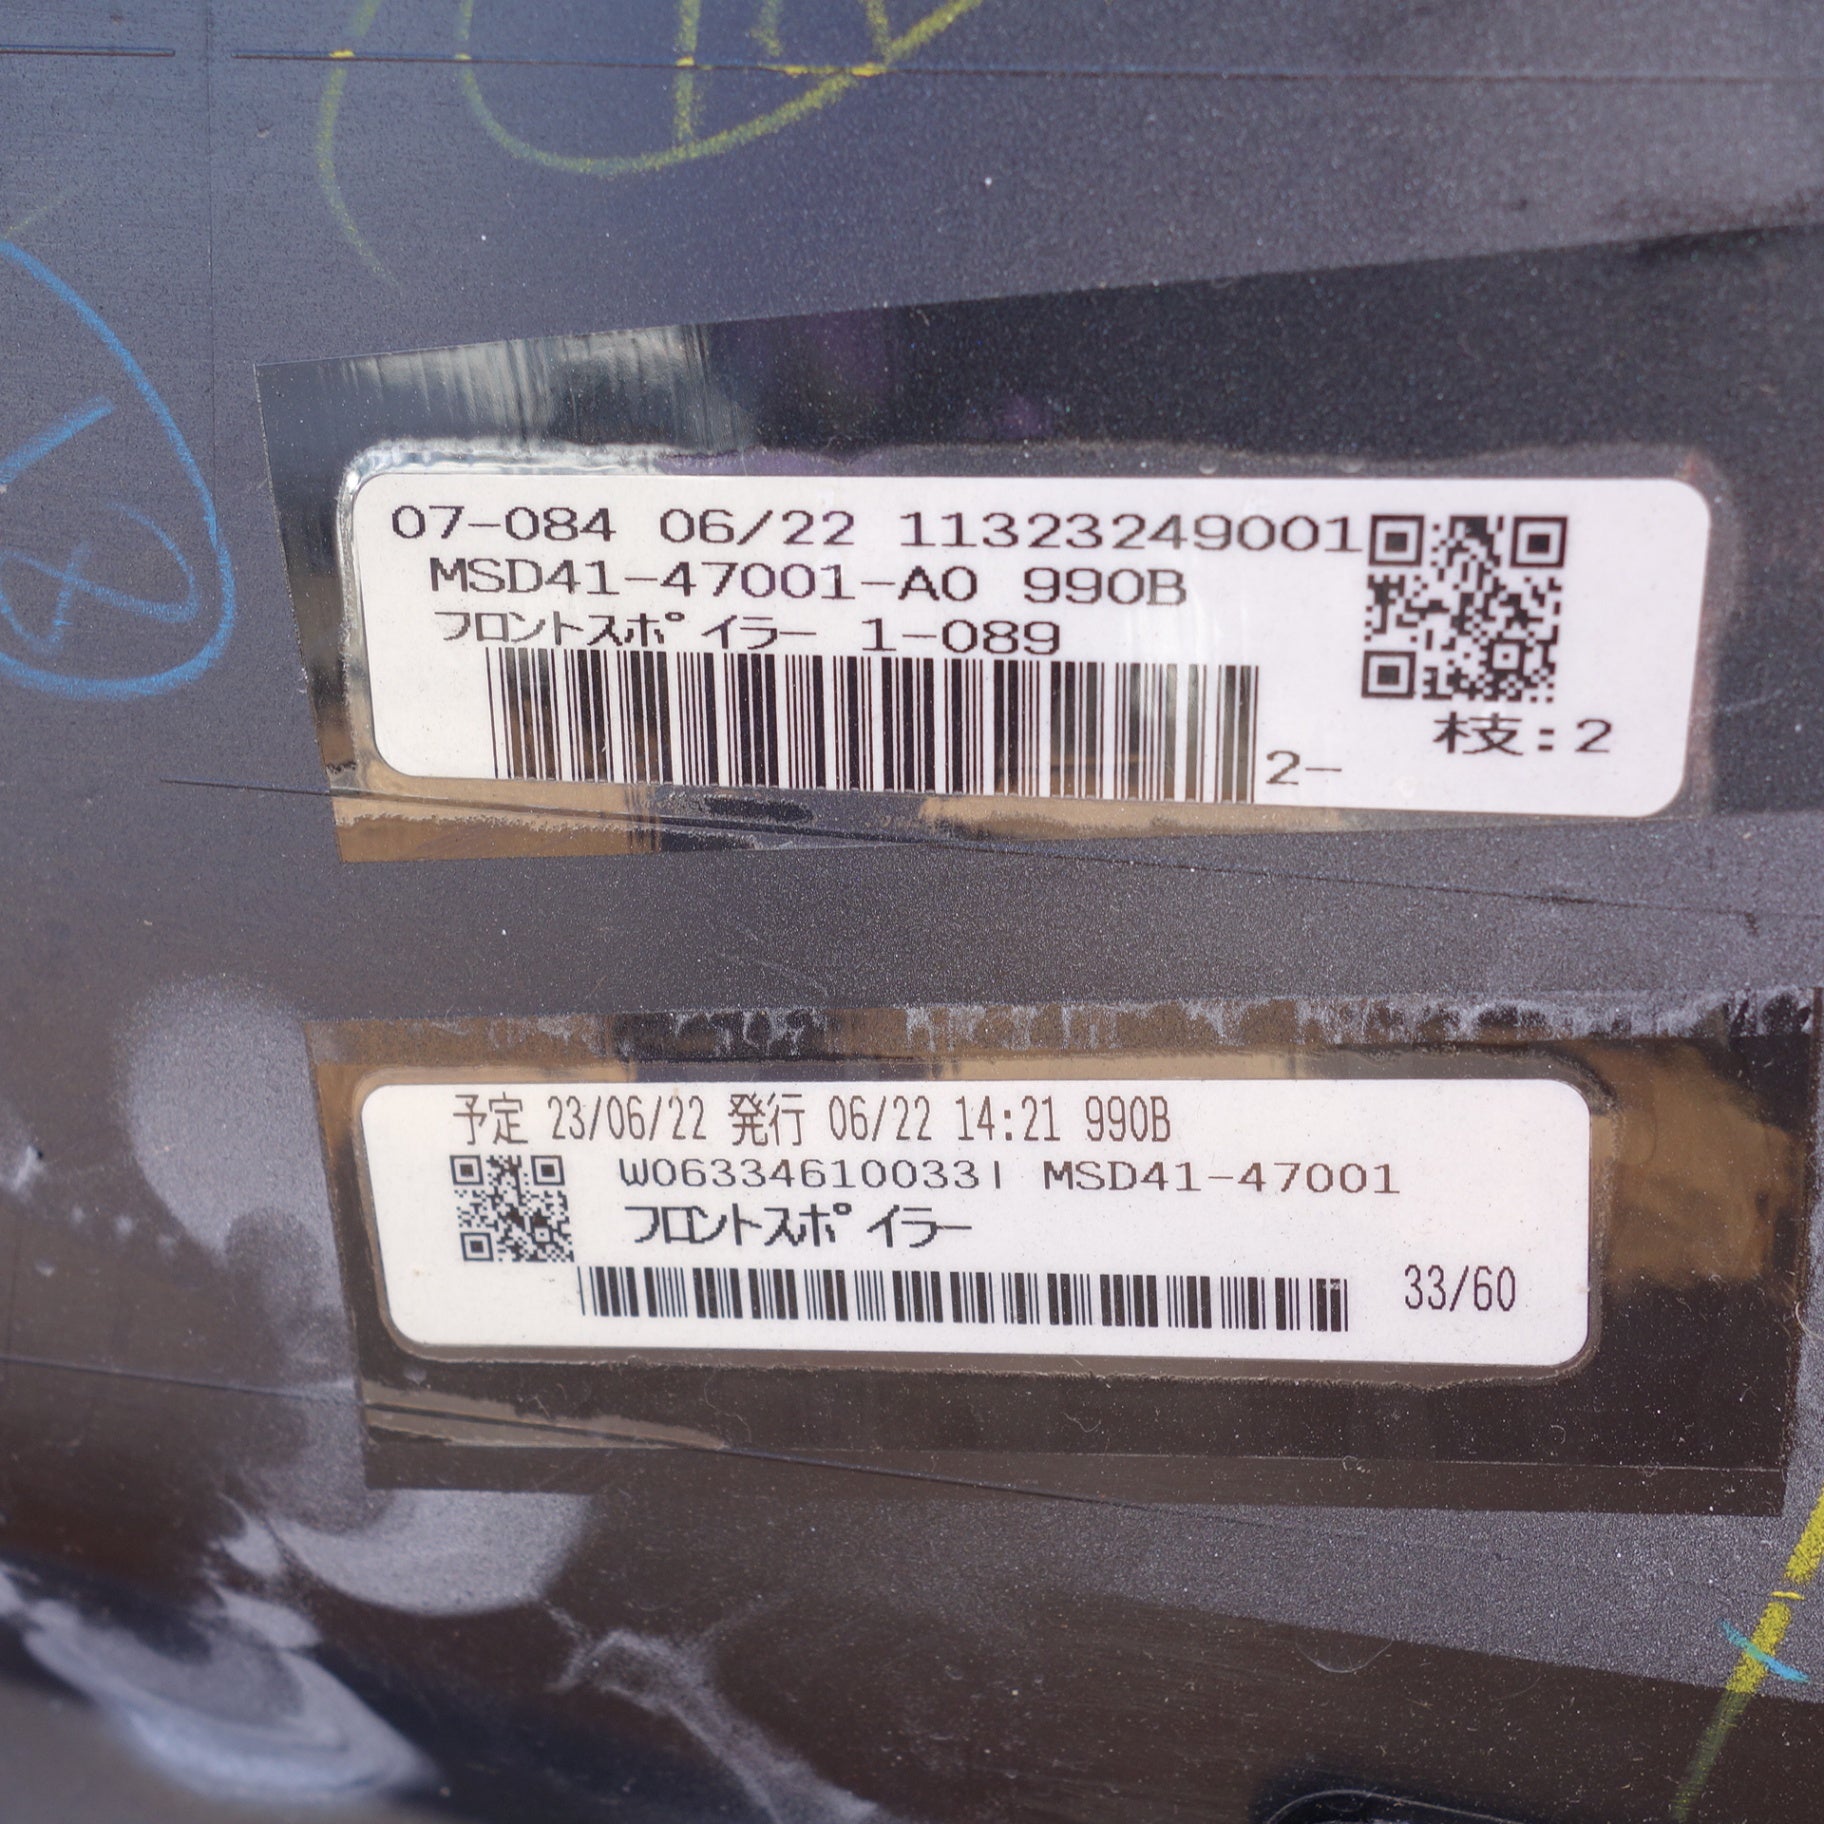 07-084 06/22 11323249001
MSD41-47001-A0 990B
フロントスポイラー 1-089
2-
枝:2
予定 23/06/22 発行 06/22 14:21 990B
W06334610033I MSD41-47001
フロントスポイラー
33/60